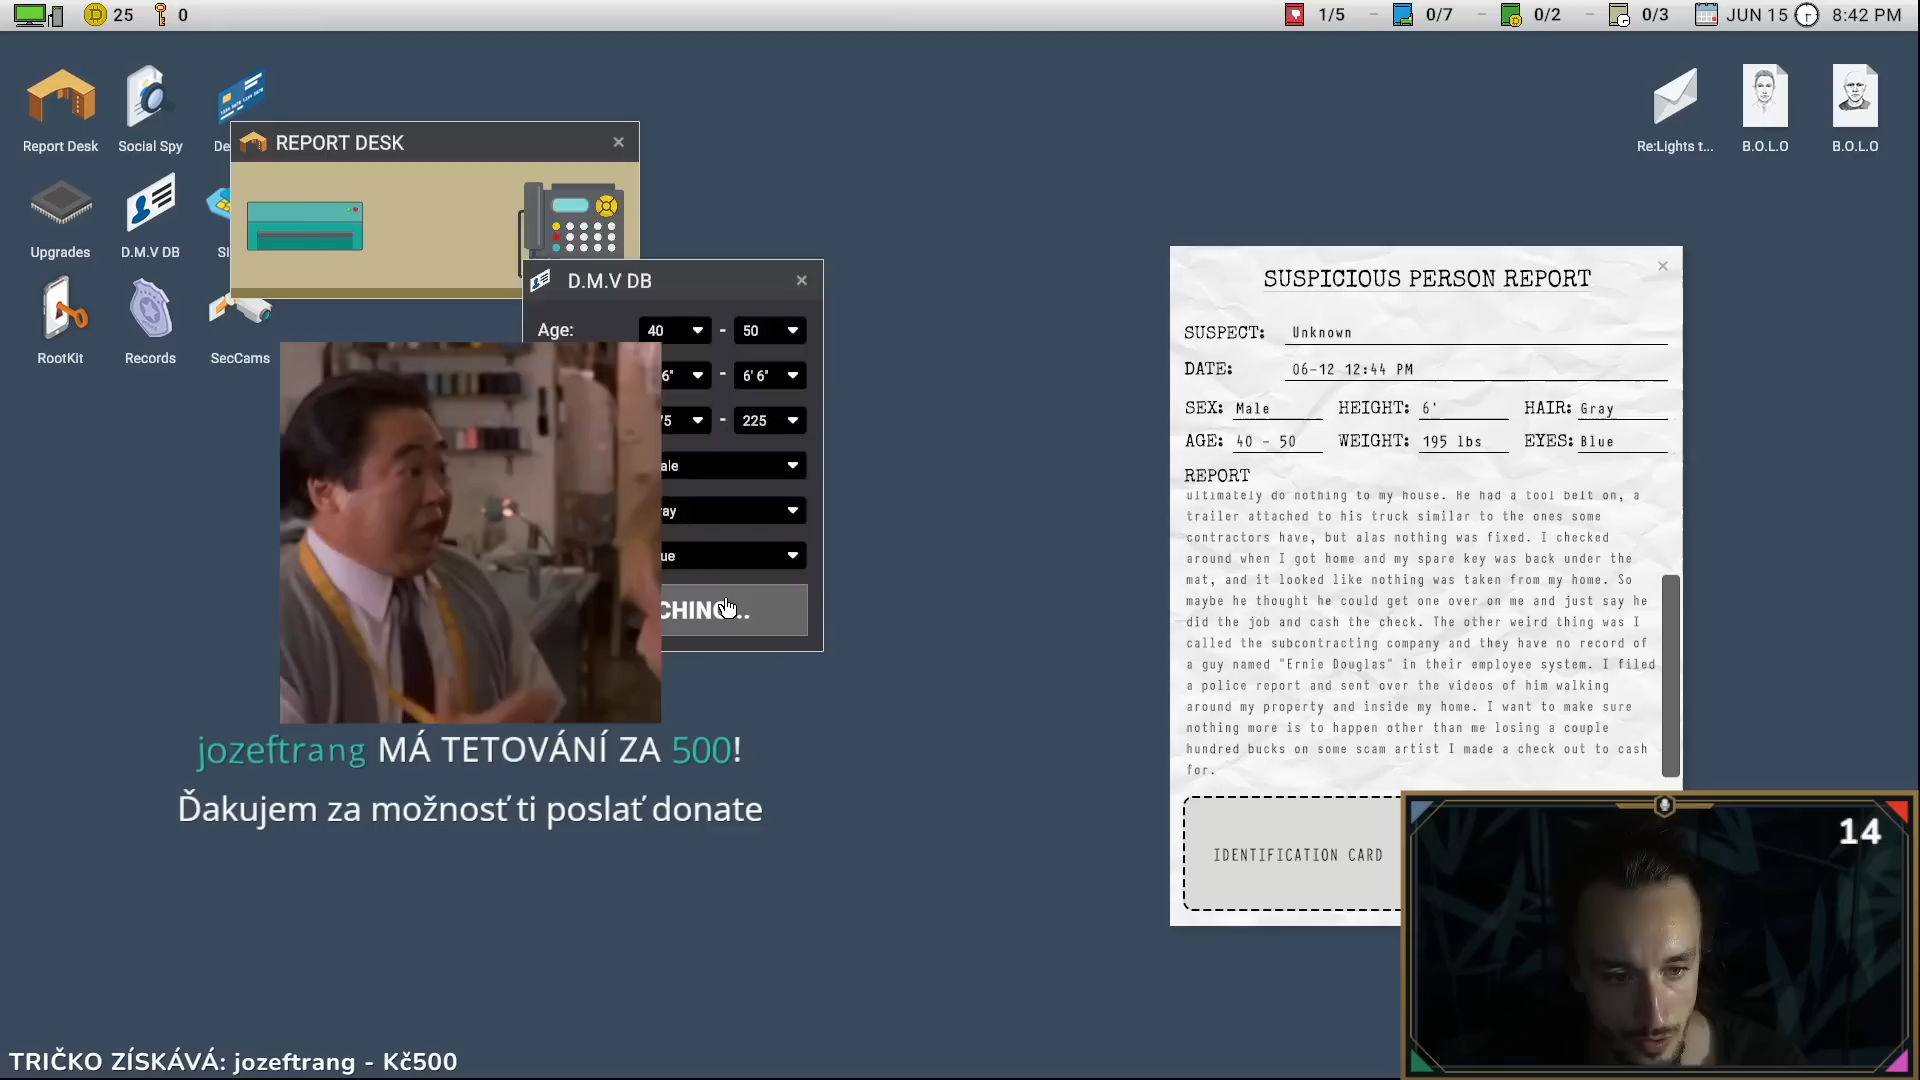 25 0 1/5 - 0/7 - 0/2 - 0/3 JUN 15 8:42 PM
Report Desk
Social Spy
De
Upgrades
D.M.V DB
RootKit
Records
SecCams
Re:Lights t...
B.O.L.O
B.O.L.O
REPORT DESK
D.M.V DB
Age: 40 - 50
6" - 6' 6"
75 - 225
ale
ray
ue
CHING...
SUSPICIOUS PERSON REPORT
SUSPECT: Unknown
DATE: 06-12 12:44 PM
SEX: Male HEIGHT: 6' HAIR: Gray
AGE: 40 - 50 WEIGHT: 195 lbs EYES: Blue
REPORT
ultimately do nothing to my house. He had a tool belt on, a
trailer attached to his truck similar to the ones some
contractors have, but alas nothing was fixed. I checked
around when I got home and my spare key was back under the
mat, and it looked like nothing was taken from my home. So
maybe he thought he could get one over on me and just say he
did the job and cash the check. The other weird thing was I
called the subcontracting company and they have no record of
a guy named "Ernie Douglas" in their employee system. I filed
a police report and sent over the videos of him walking
around my property and inside my home. I want to make sure
nothing more is to happen other than me losing a couple
hundred bucks on some scam artist I made a check out to cash
for.
IDENTIFICATION CARD
14
jozeftrang MÁ TETOVÁNÍ ZA 500!
Ďakujem za možnosť ti poslať donate
TRIČKO ZÍSKÁVÁ: jozeftrang - Kč500